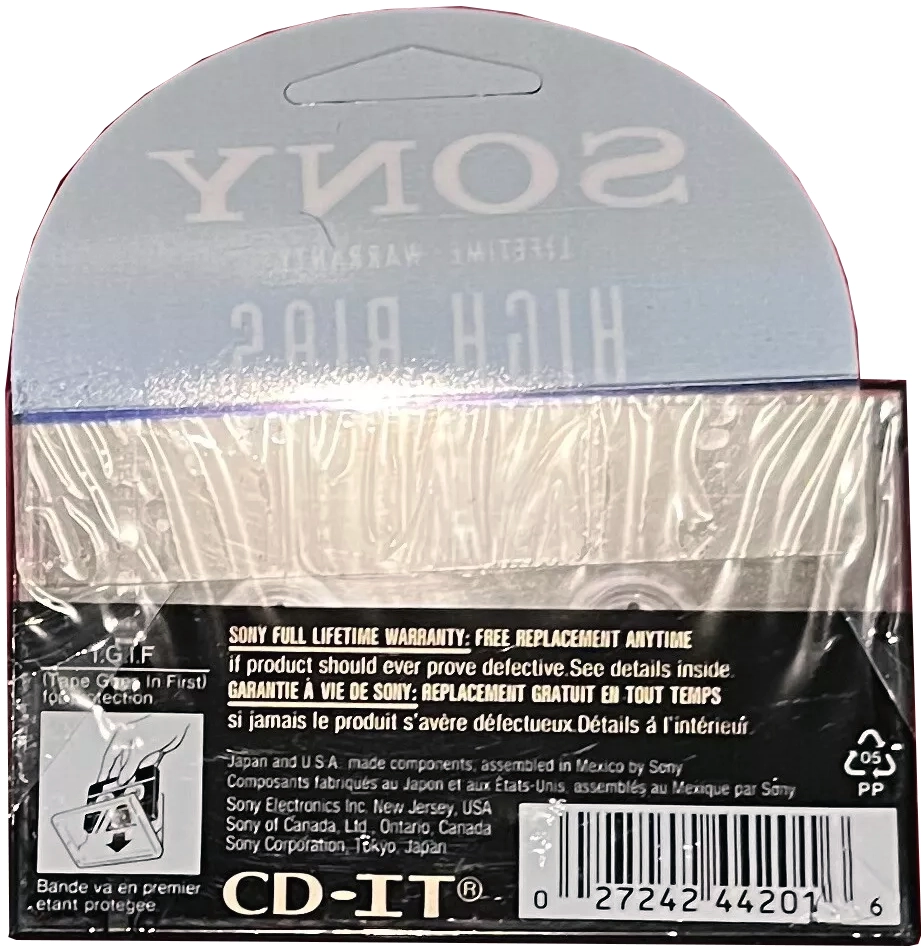 SONY
LIFETIME WARRANTY
HIGH BIAS
T.G.I.F
(Tape Goes In First)
for protection.
Bande va en premier
etant protegee.
SONY FULL LIFETIME WARRANTY: FREE REPLACEMENT ANYTIME
if product should ever prove defective. See details inside.
GARANTIE À VIE DE SONY: REPLACEMENT GRATUIT EN TOUT TEMPS
si jamais le produit s'avère défectueux. Détails á l'intérieur.
Japan and U.S.A. made components, assembled in Mexico by Sony
Composants fabriqués au Japon et aux États-Unis, assemblés au Mexique par Sony
Sony Electronics Inc. New Jersey, USA
Sony of Canada, Ltd., Ontario, Canada
Sony Corporation, Tokyo, Japan
CD-IT®
05
PP
0 27242 44201 6